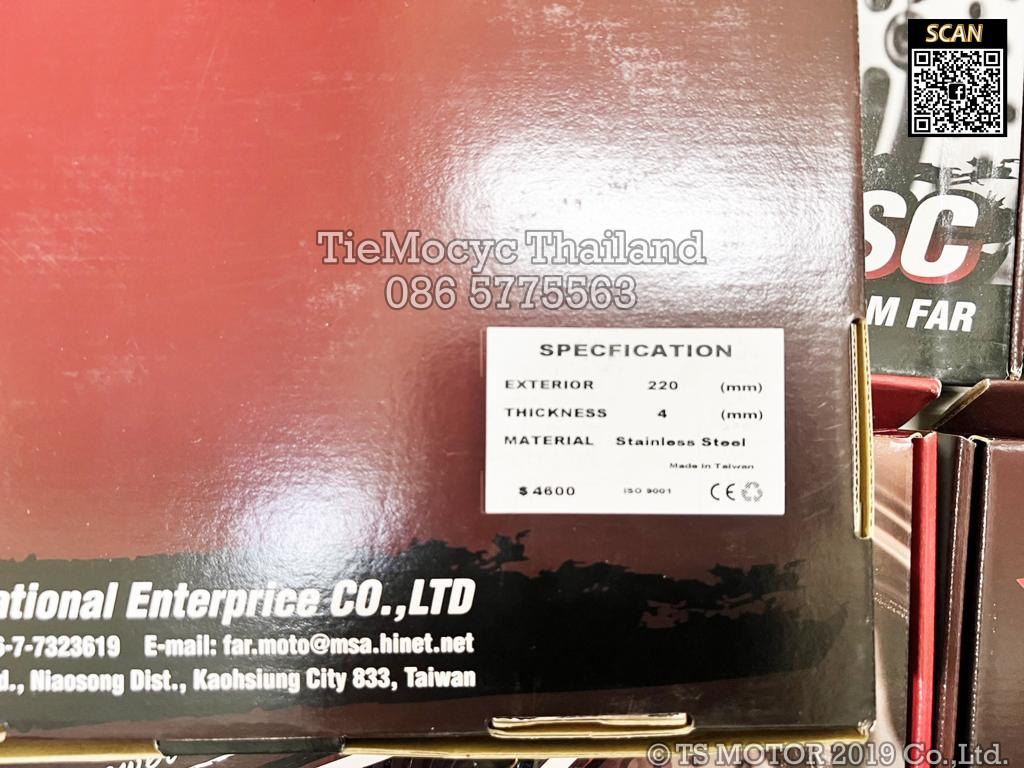 SCAN
SC
M FAR
TieMocyc Thailand
086 5775563
SPECFICATION
EXTERIOR 220 (mm)
THICKNESS 4 (mm)
MATERIAL Stainless Steel
Made in Taiwan
$ 4600 ISO 9001 CE
ational Enterprice CO.,LTD
6-7-7323619 E-mail: far.moto@msa.hinet.net
d., Niaosong Dist., Kaohsiung City 833, Taiwan
© TS MOTOR 2019 Co.,Ltd.